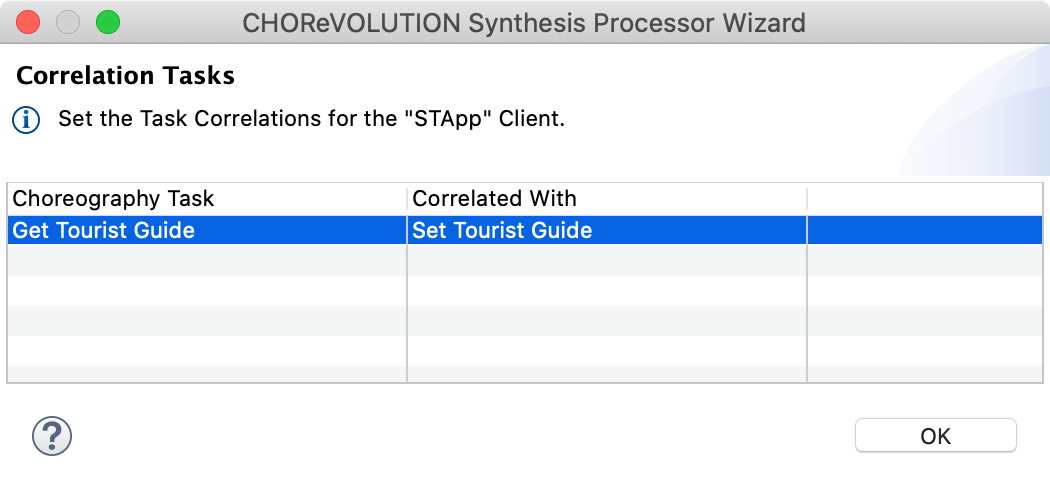 CHOReVOLUTION Synthesis Processor Wizard
Correlation Tasks
Set the Task Correlations for the "STApp" Client.
Choreography Task Correlated With
Get Tourist Guide Set Tourist Guide
? OK